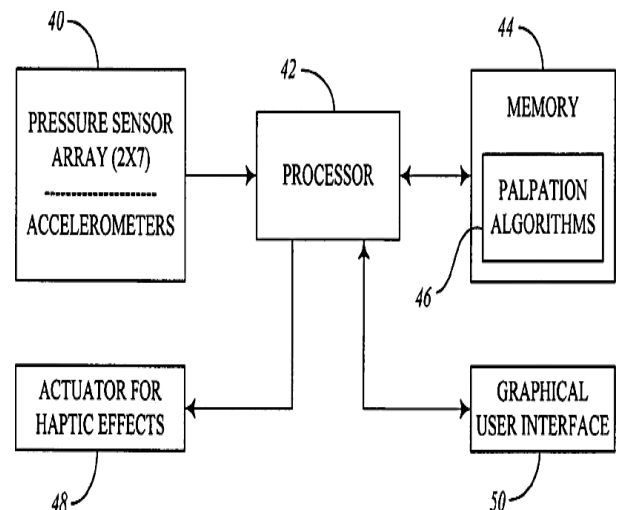 40
PRESSURE SENSOR
ARRAY (2X7)
ACCELEROMETERS
42
PROCESSOR
44
MEMORY
PALPATION
ALGORITHMS
46
ACTUATOR FOR
HAPTIC EFFECTS
48
GRAPHICAL
USER INTERFACE
50